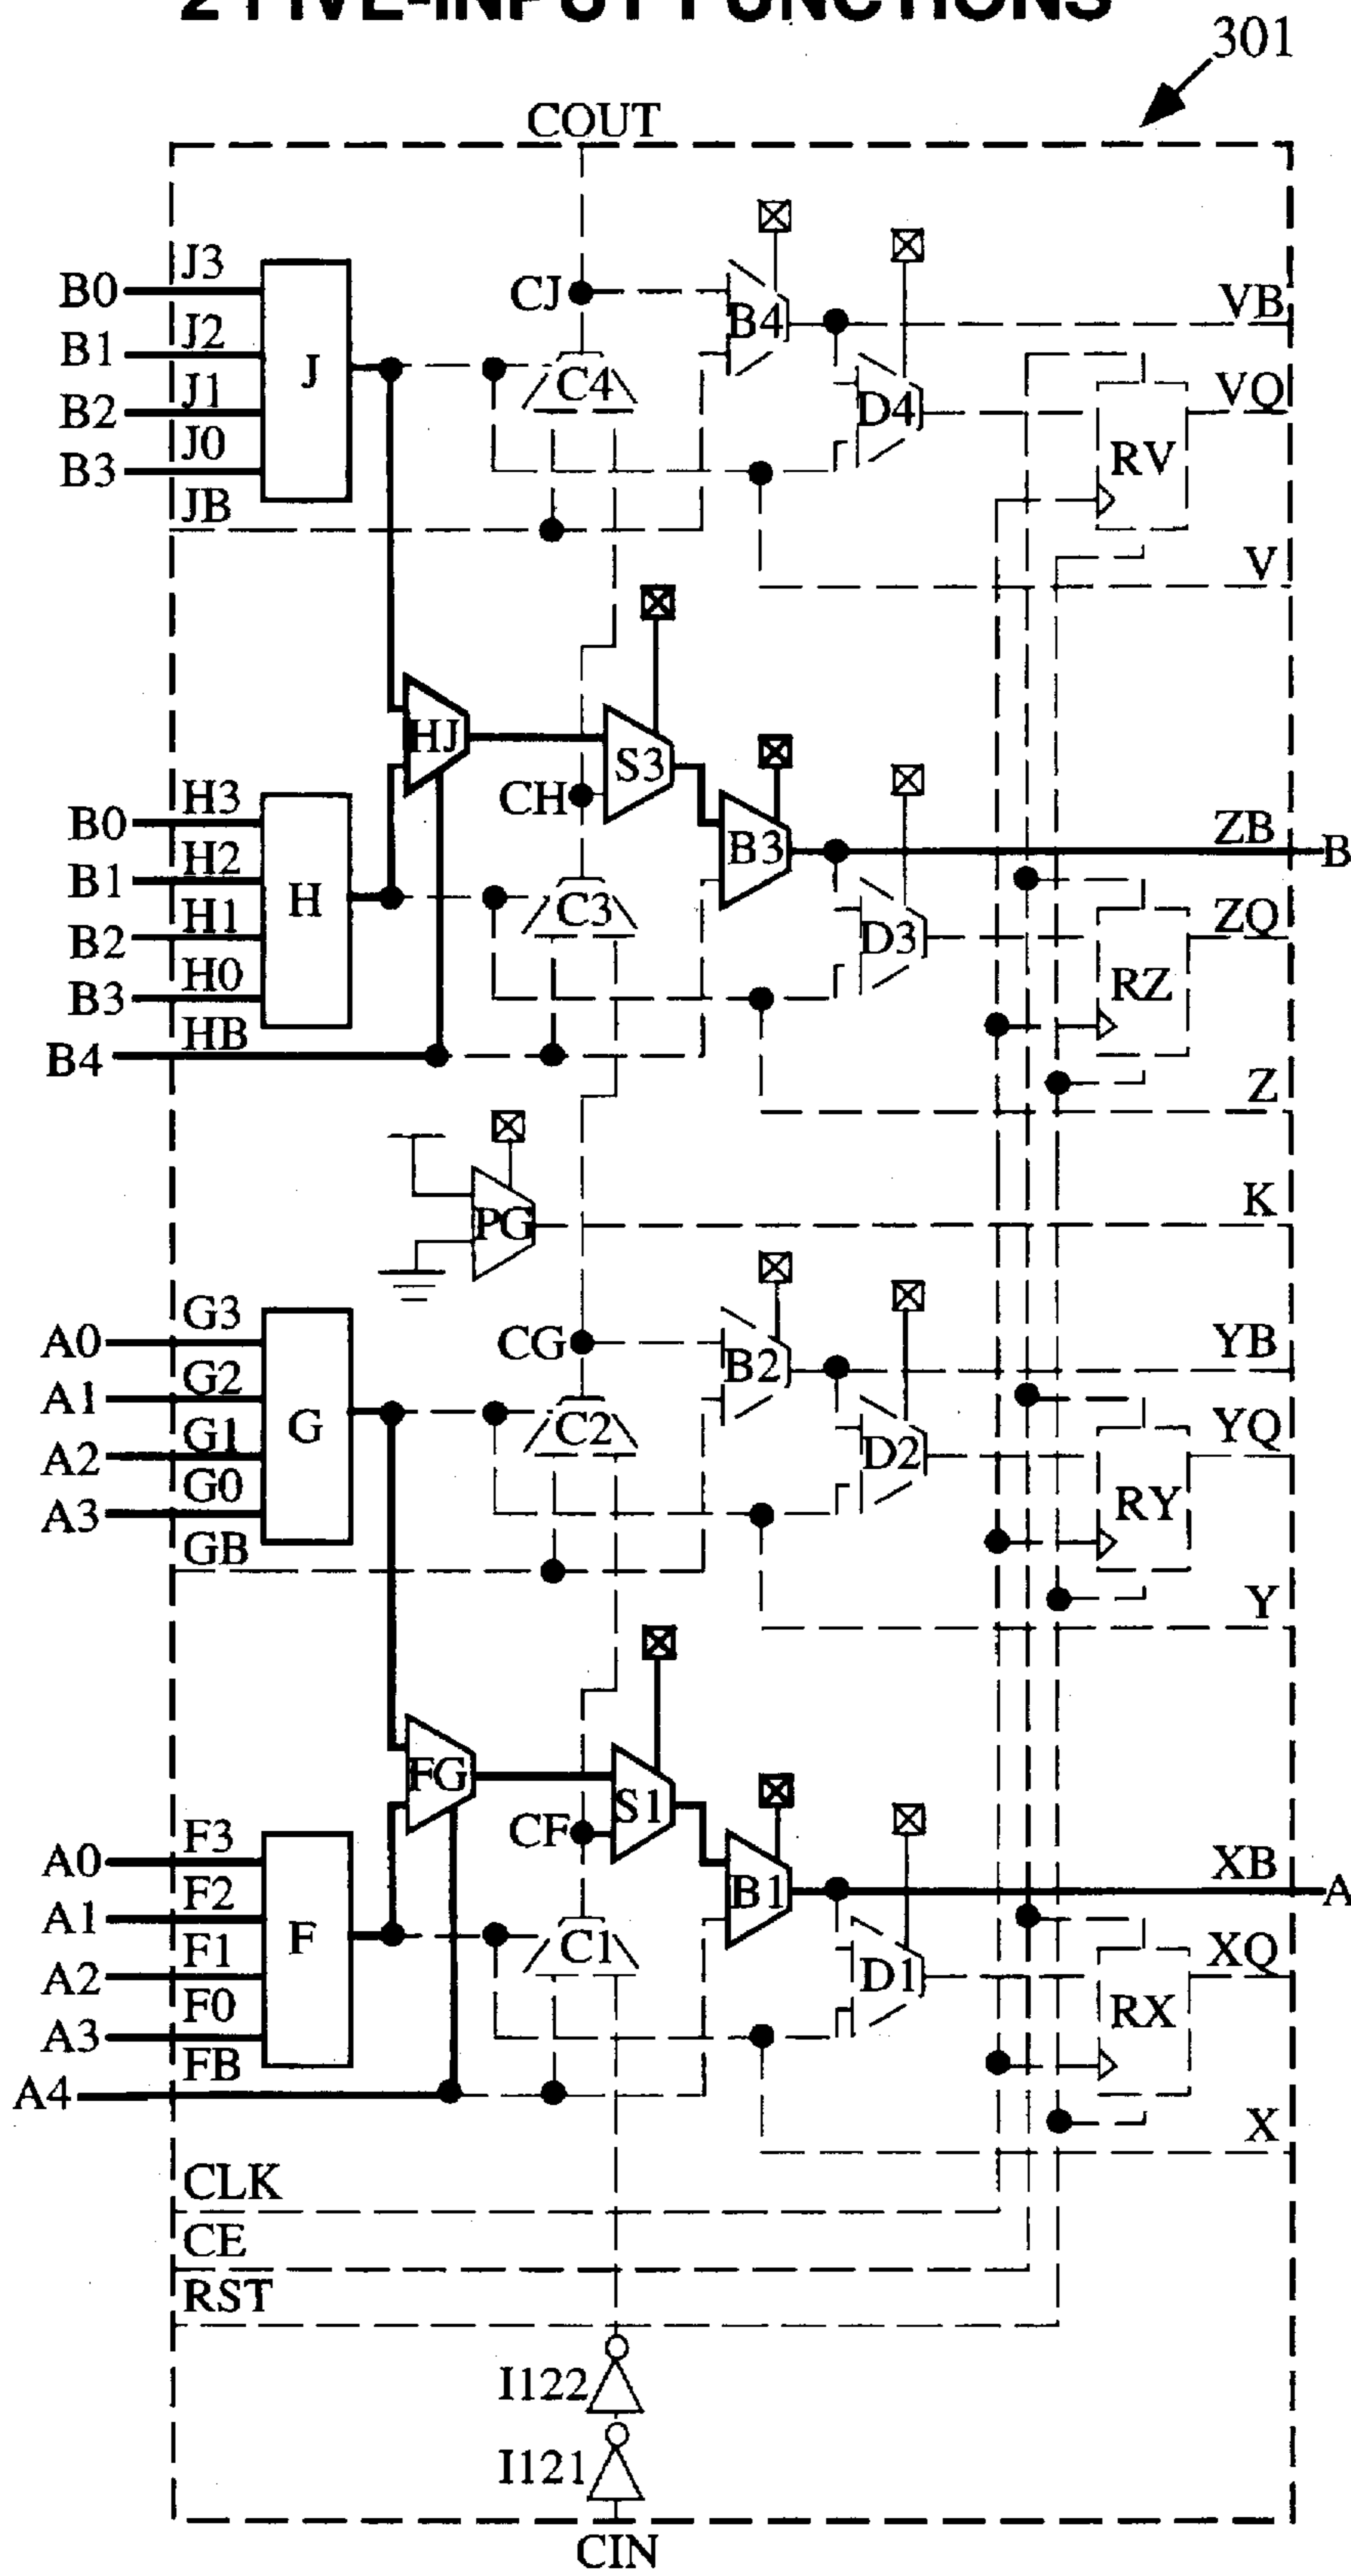 2 FIVE-INPUT FUNCTIONS
301
COUT
J3
B0
J2
B1
J
J1
B2
J0
B3
JB
CJ
C4
B4
D4
VB
VQ
RV
V
HJ
S3
CH
B3
ZB
B
H3
B0
H2
B1
H
H1
B2
H0
B3
HB
B4
C3
D3
ZQ
RZ
Z
K
PG
G3
A0
G2
A1
G
G1
A2
G0
A3
GB
CG
C2
B2
D2
YB
YQ
RY
Y
FG
S1
CF
B1
XB
A
F3
A0
F2
A1
F
F1
A2
F0
A3
FB
A4
C1
D1
XQ
RX
X
CLK
CE
RST
I122
I121
CIN